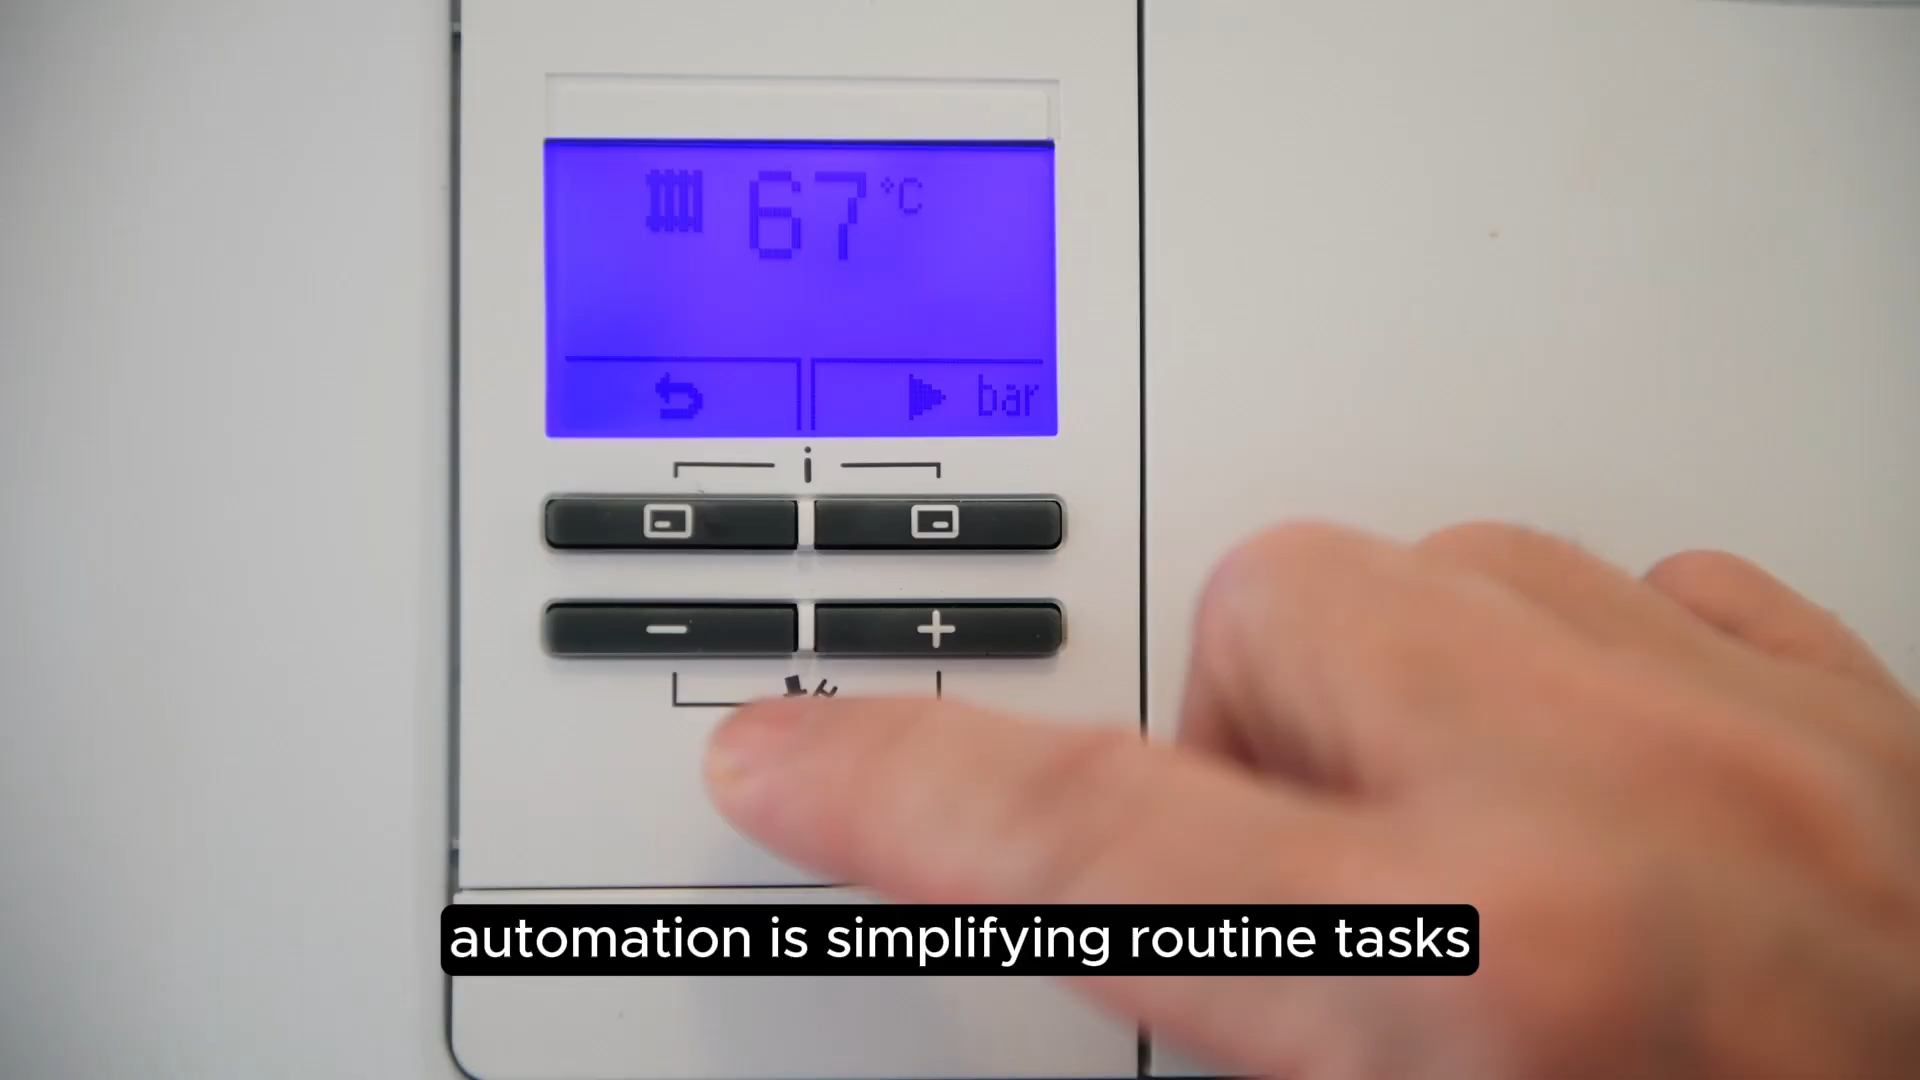 67 °C
bar
i
- +
automation is simplifying routine tasks